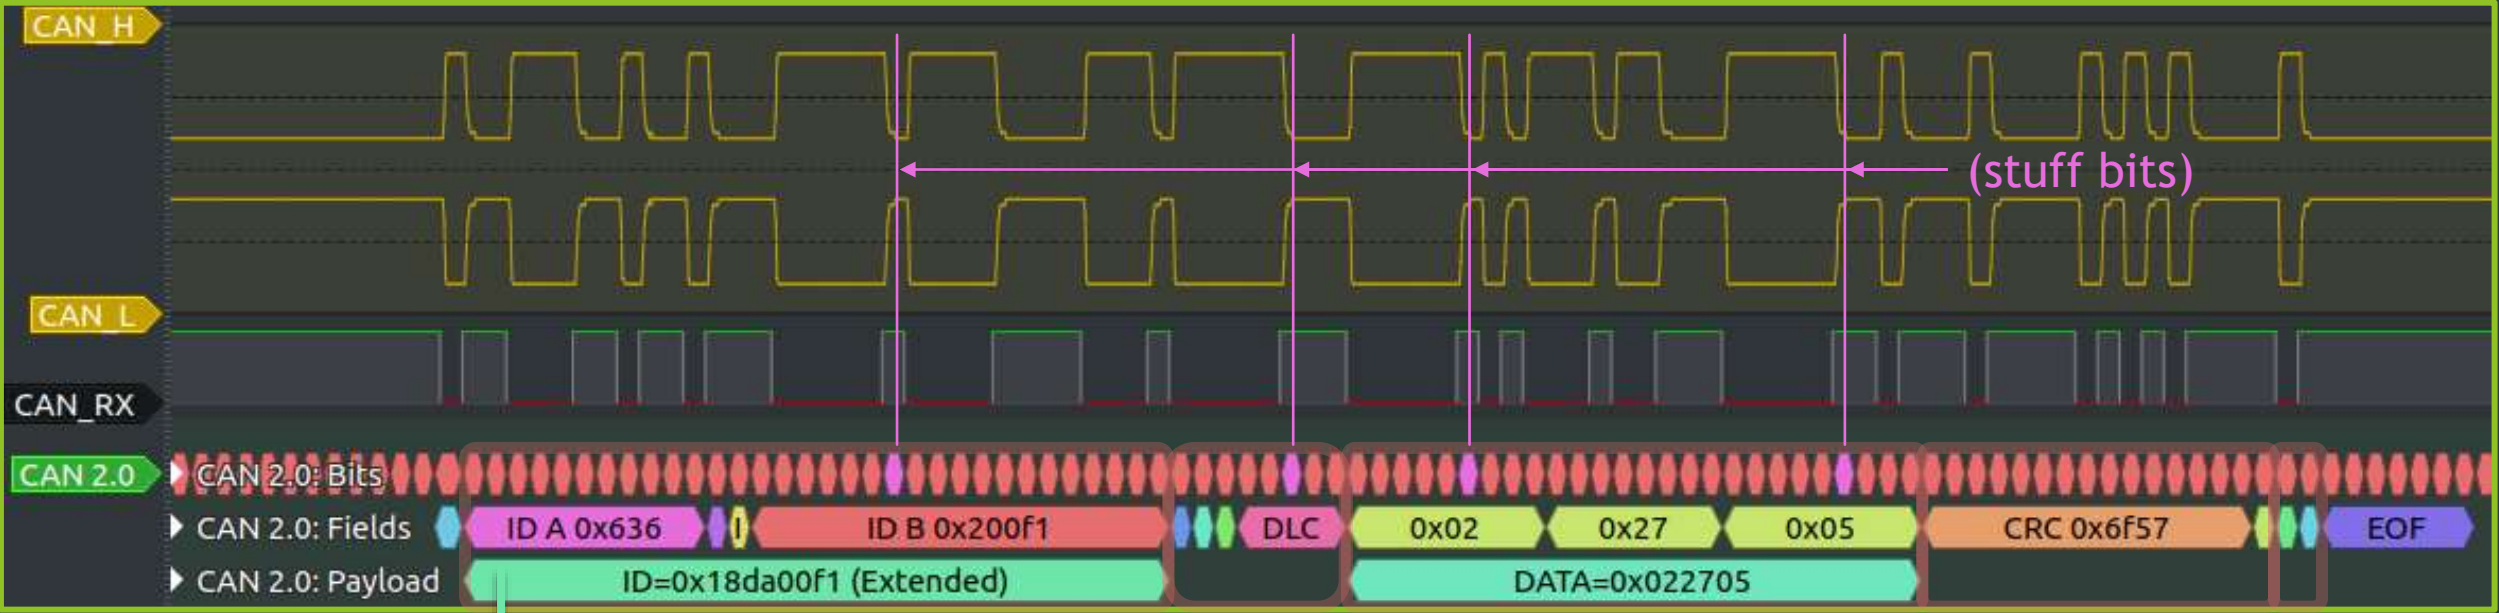 CAN_H
(stuff bits)
CAN_L
CAN_RX
CAN 2.0
CAN 2.0: Bits
CAN 2.0: Fields
ID A 0x636
I
ID B 0x200f1
DLC
0x02
0x27
0x05
CRC 0x6f57
EOF
CAN 2.0: Payload
ID=0x18da00f1 (Extended)
DATA=0x022705